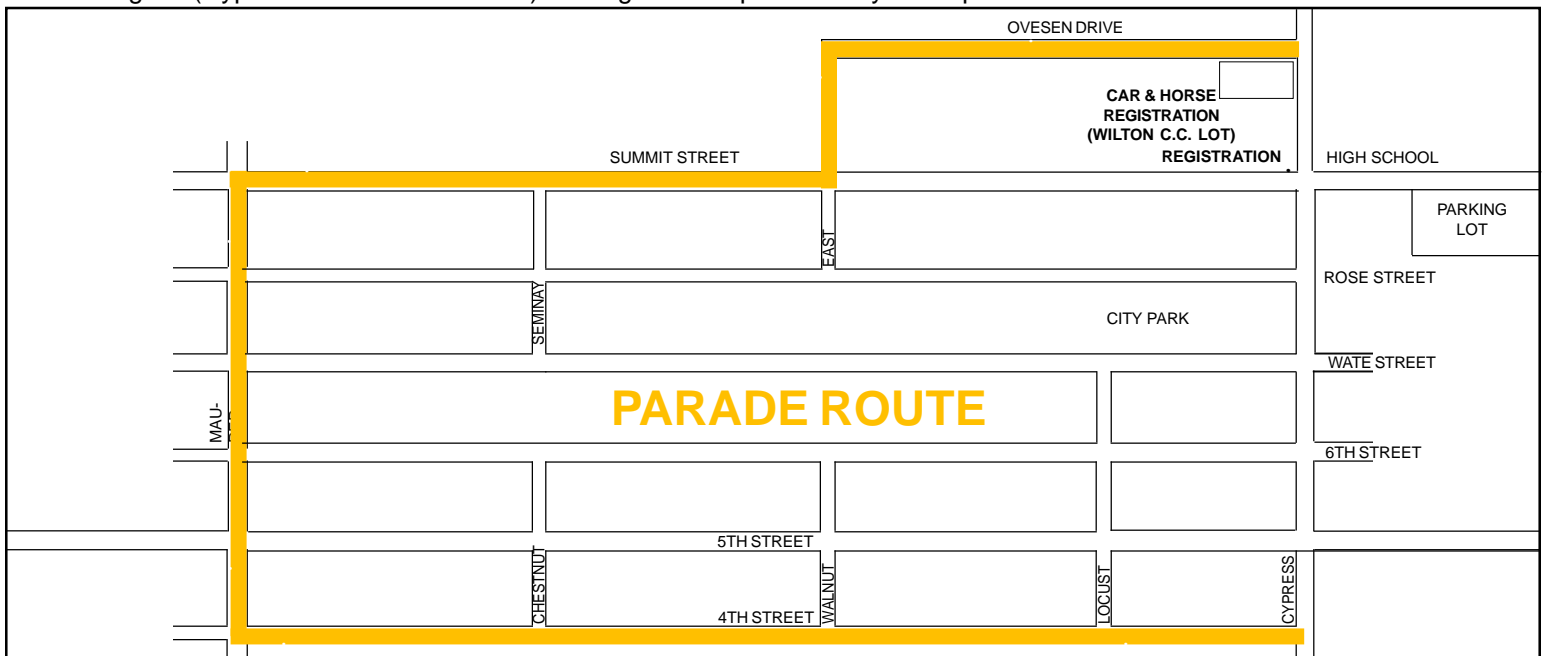 OVESEN DRIVE
CAR & HORSE
REGISTRATION
(WILTON C.C. LOT)
REGISTRATION
SUMMIT STREET
HIGH SCHOOL
PARKING
LOT
EAST
ROSE STREET
SEMINAY
CITY PARK
WATE STREET
PARADE ROUTE
MAU-
6TH STREET
5TH STREET
CHESTNUT
WALNUT
LOCUST
CYPRESS
4TH STREET